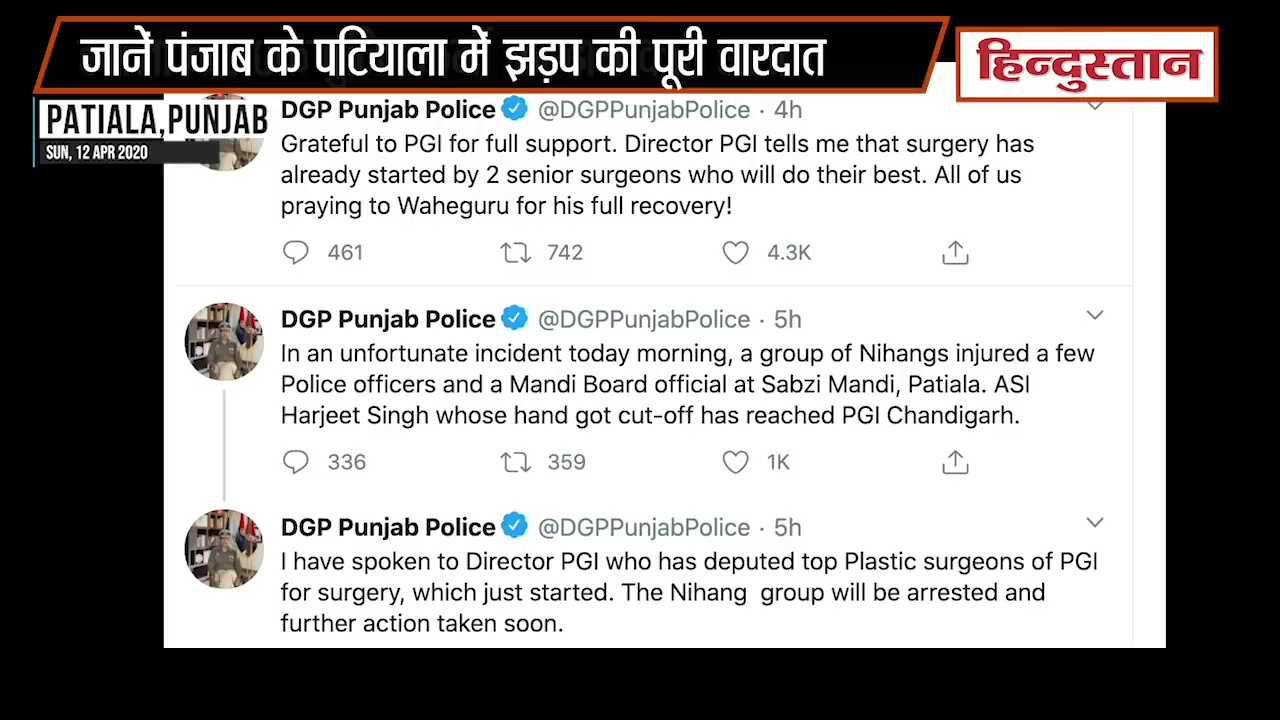 जानें पंजाब के पटियाला में झड़प की पूरी वारदात
हिन्दुस्तान
PATIALA,PUNJAB
SUN, 12 APR 2020
DGP Punjab Police @DGPPunjabPolice · 4h
Grateful to PGI for full support. Director PGI tells me that surgery has
already started by 2 senior surgeons who will do their best. All of us
praying to Waheguru for his full recovery!
461 742 4.3K
DGP Punjab Police @DGPPunjabPolice · 5h
In an unfortunate incident today morning, a group of Nihangs injured a few
Police officers and a Mandi Board official at Sabzi Mandi, Patiala. ASI
Harjeet Singh whose hand got cut-off has reached PGI Chandigarh.
336 359 1K
DGP Punjab Police @DGPPunjabPolice · 5h
I have spoken to Director PGI who has deputed top Plastic surgeons of PGI
for surgery, which just started. The Nihang group will be arrested and
further action taken soon.